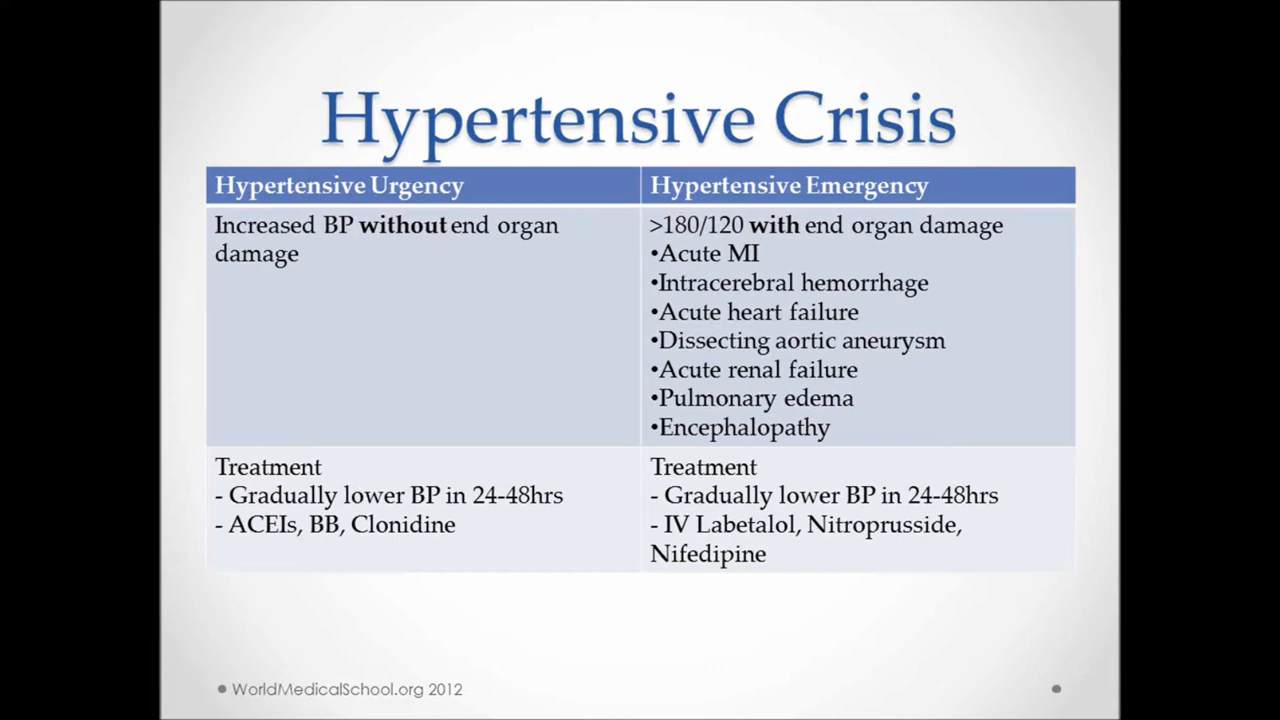 Hypertensive Crisis
Hypertensive Urgency
Increased BP without end organ
damage
Hypertensive Emergency
>180/120 with end organ damage
•Acute MI
•Intracerebral hemorrhage
•Acute heart failure
•Dissecting aortic aneurysm
•Acute renal failure
•Pulmonary edema
•Encephalopathy
Treatment
- Gradually lower BP in 24-48hrs
- ACEIs, BB, Clonidine
Treatment
- Gradually lower BP in 24-48hrs
- IV Labetalol, Nitroprusside,
Nifedipine
WorldMedicalSchool.org 2012